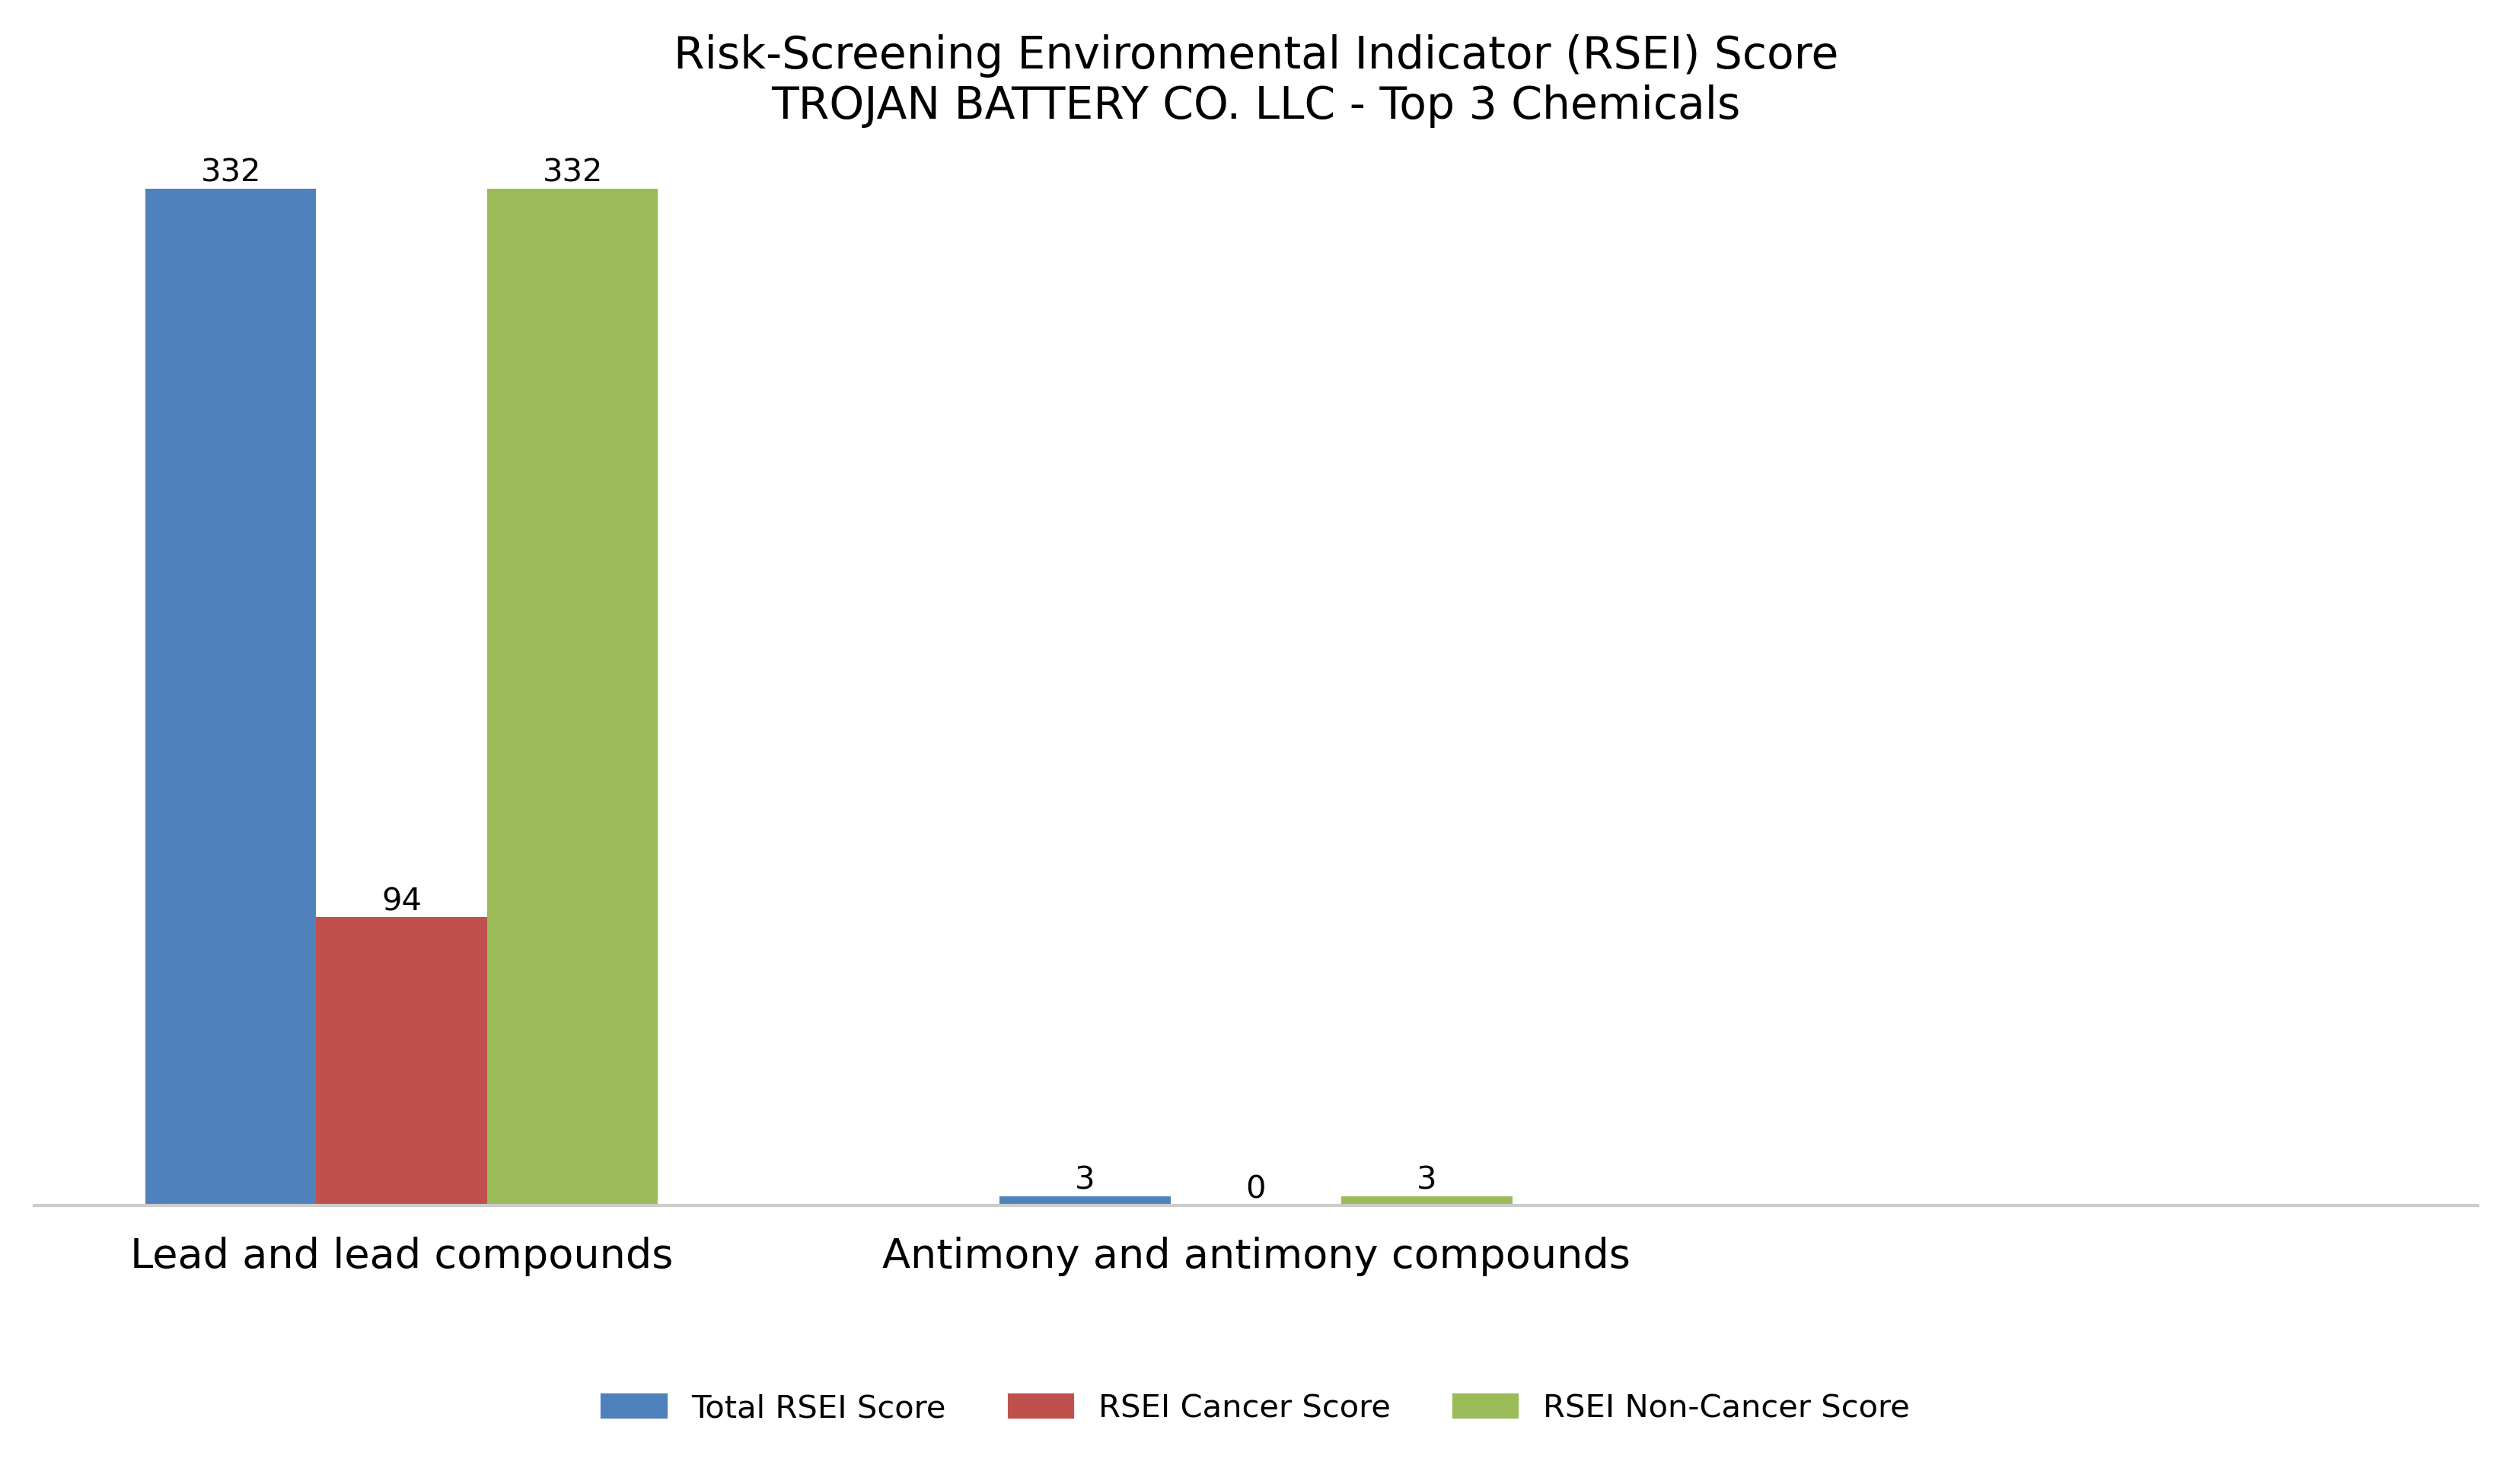 Risk-Screening Environmental Indicator (RSEI) Score
TROJAN BATTERY CO. LLC - Top 3 Chemicals
332
332
94
3
0
3
Lead and lead compounds
Antimony and antimony compounds
Total RSEI Score
RSEI Cancer Score
RSEI Non-Cancer Score